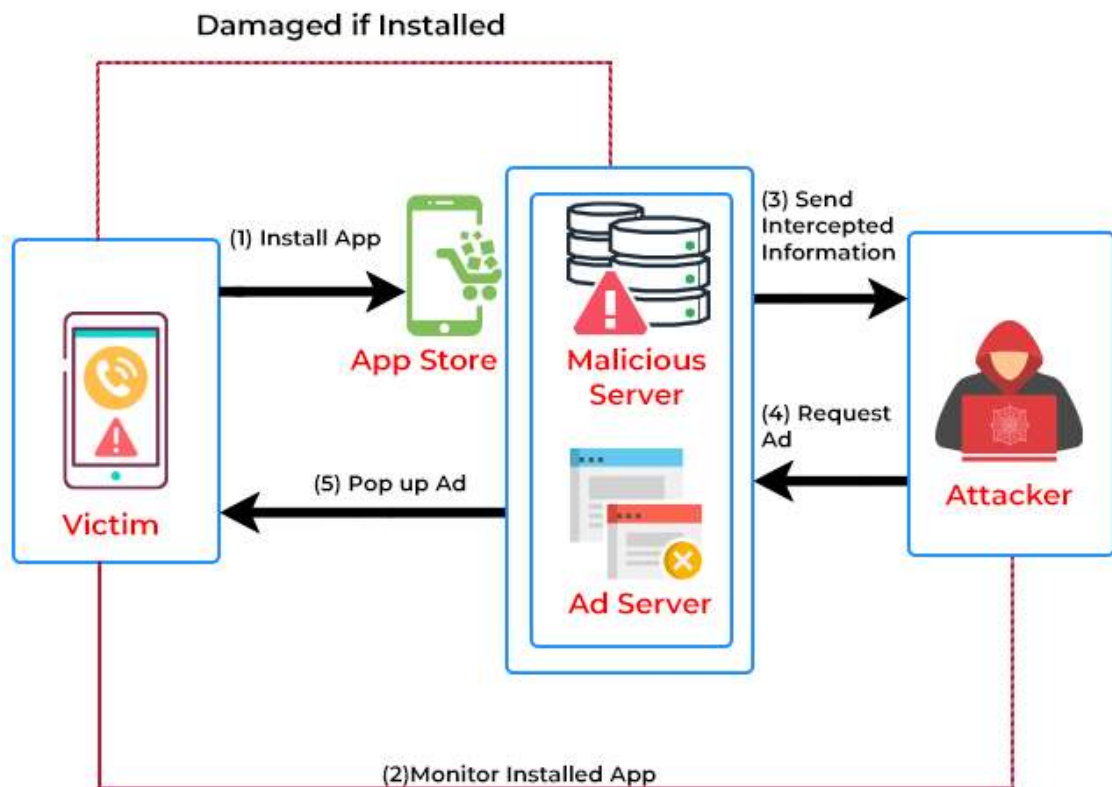 Damaged if Installed
(1) Install App
App Store
Malicious
Server
(3) Send
Intercepted
Information
(4) Request
Ad
Attacker
Victim
(5) Pop up Ad
Ad Server
(2)Monitor Installed App